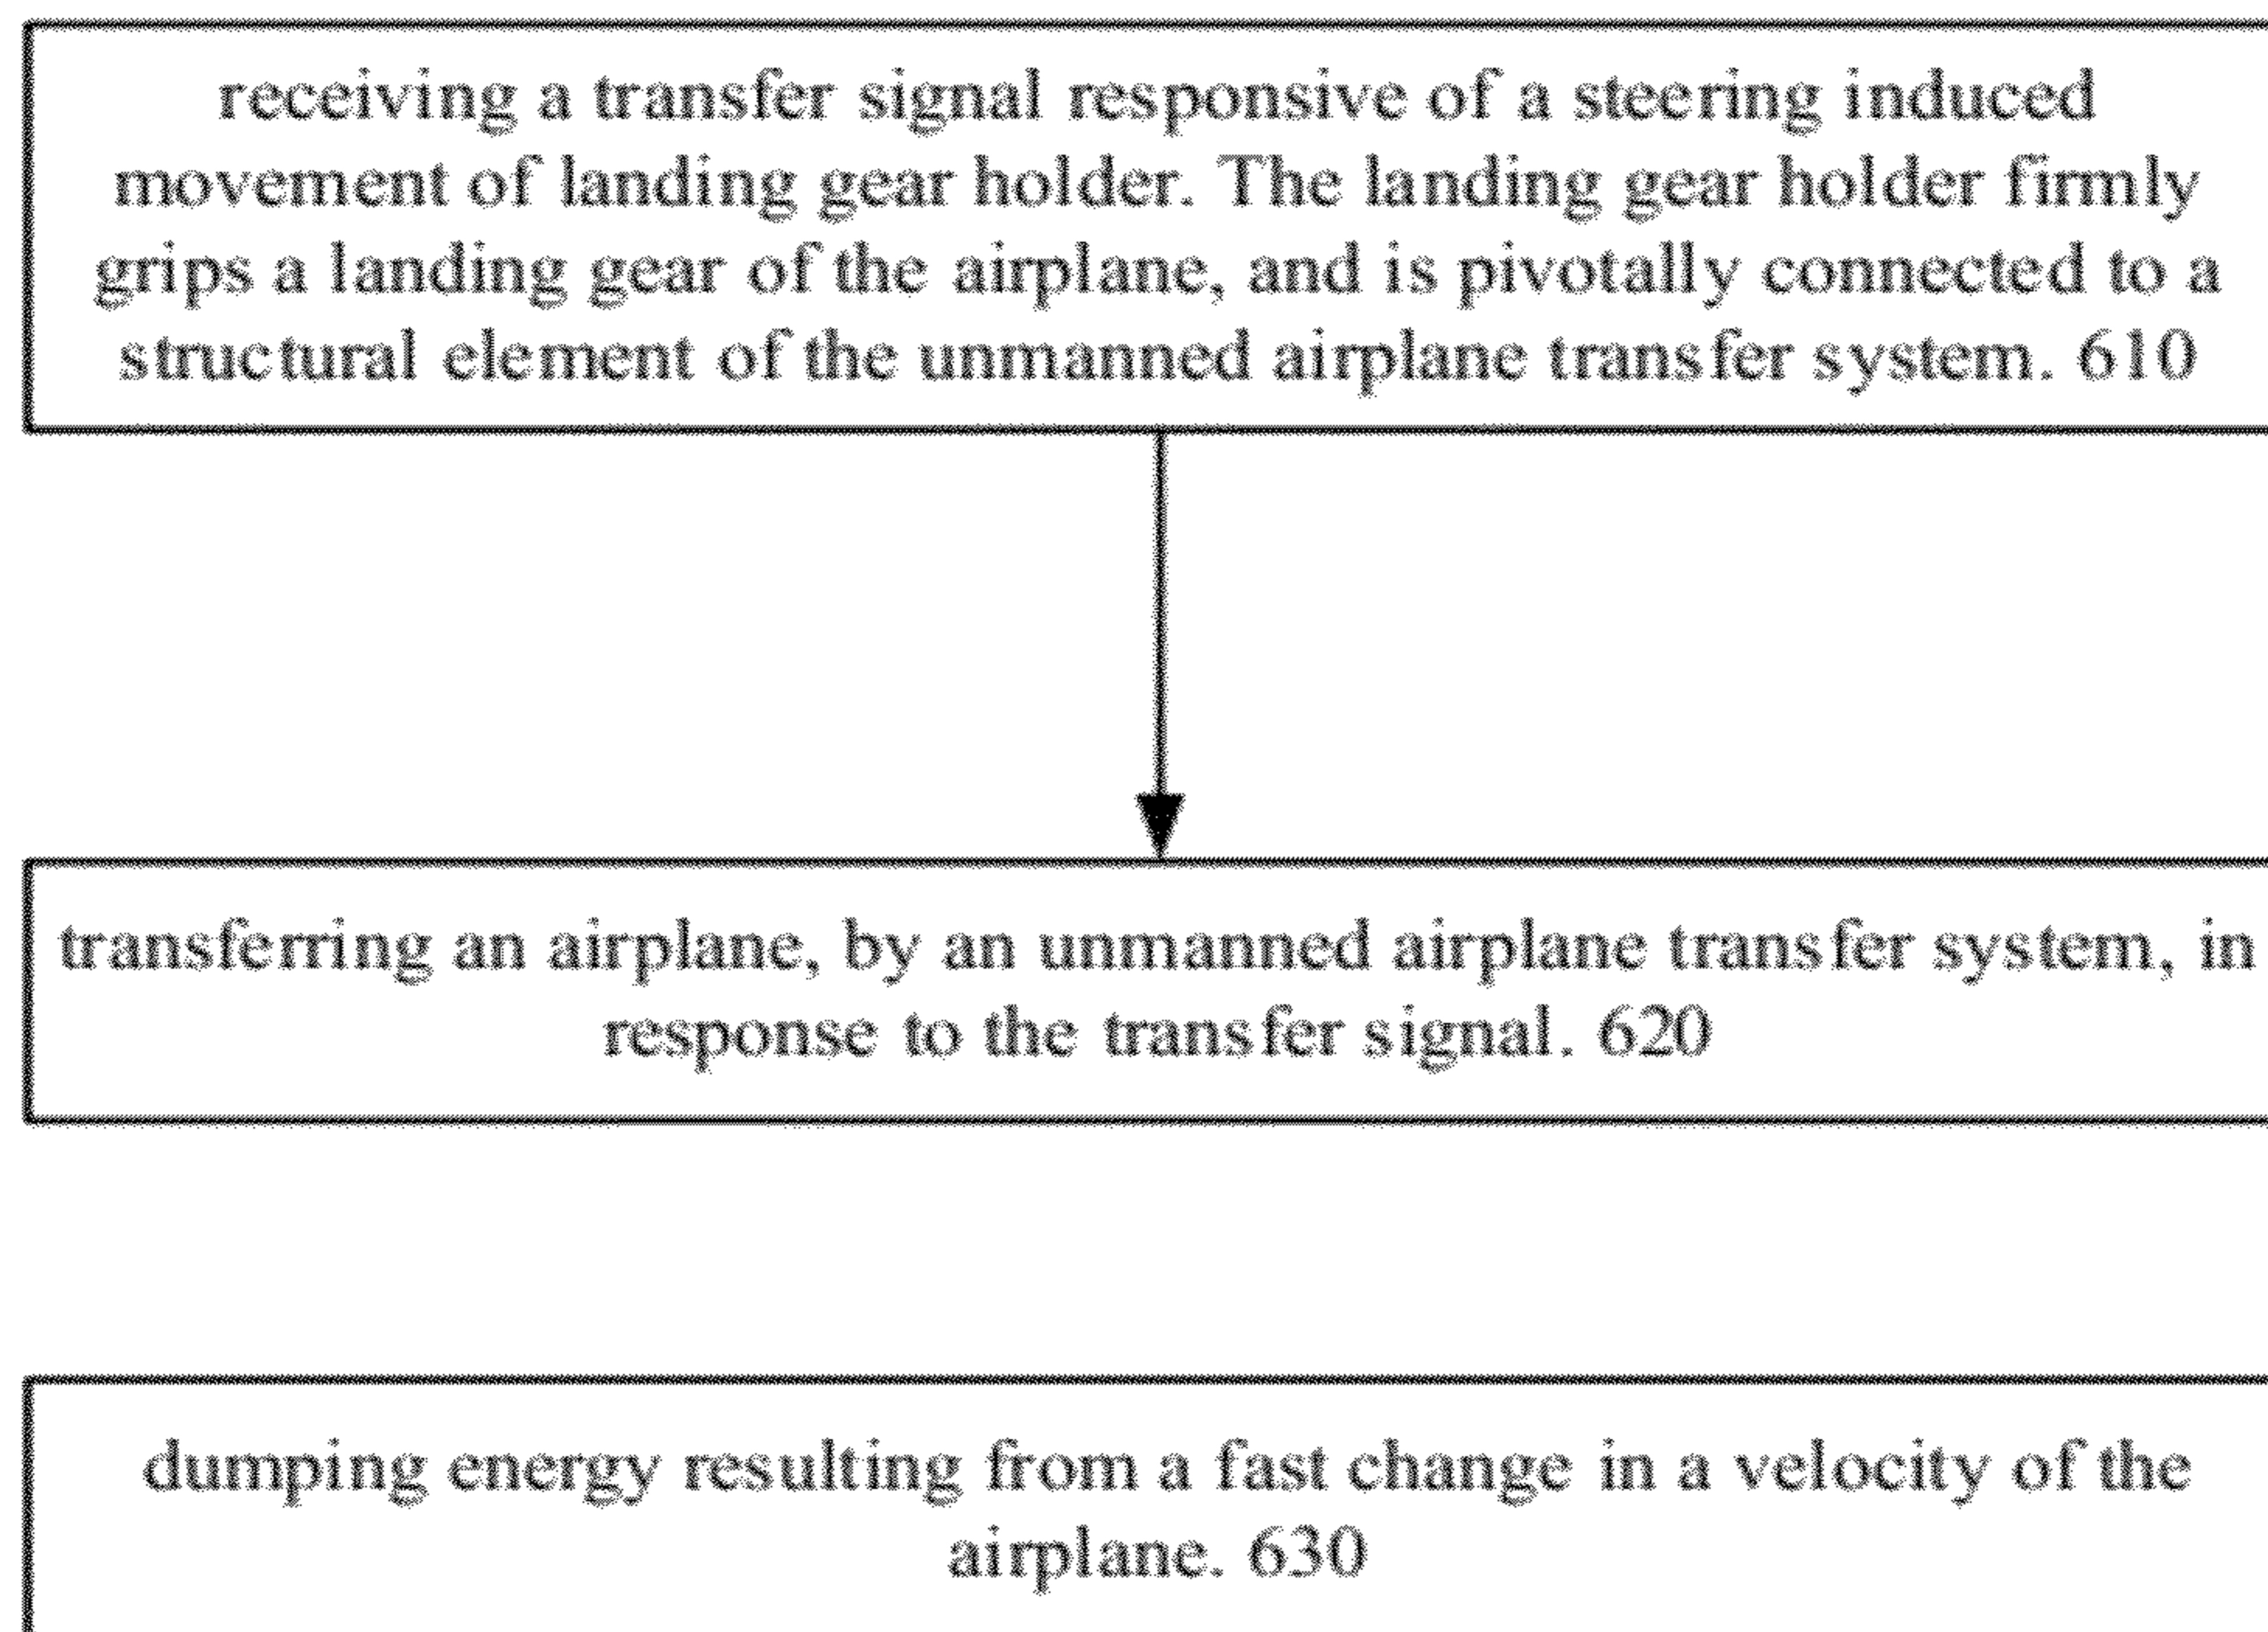 receiving a transfer signal responsive of a steering induced
movement of landing gear holder. The landing gear holder firmly
grips a landing gear of the airplane, and is pivotally connected to a
structural element of the unmanned airplane transfer system. 610
transferring an airplane, by an unmanned airplane transfer system, in
response to the transfer signal. 620
dumping energy resulting from a fast change in a velocity of the
airplane. 630